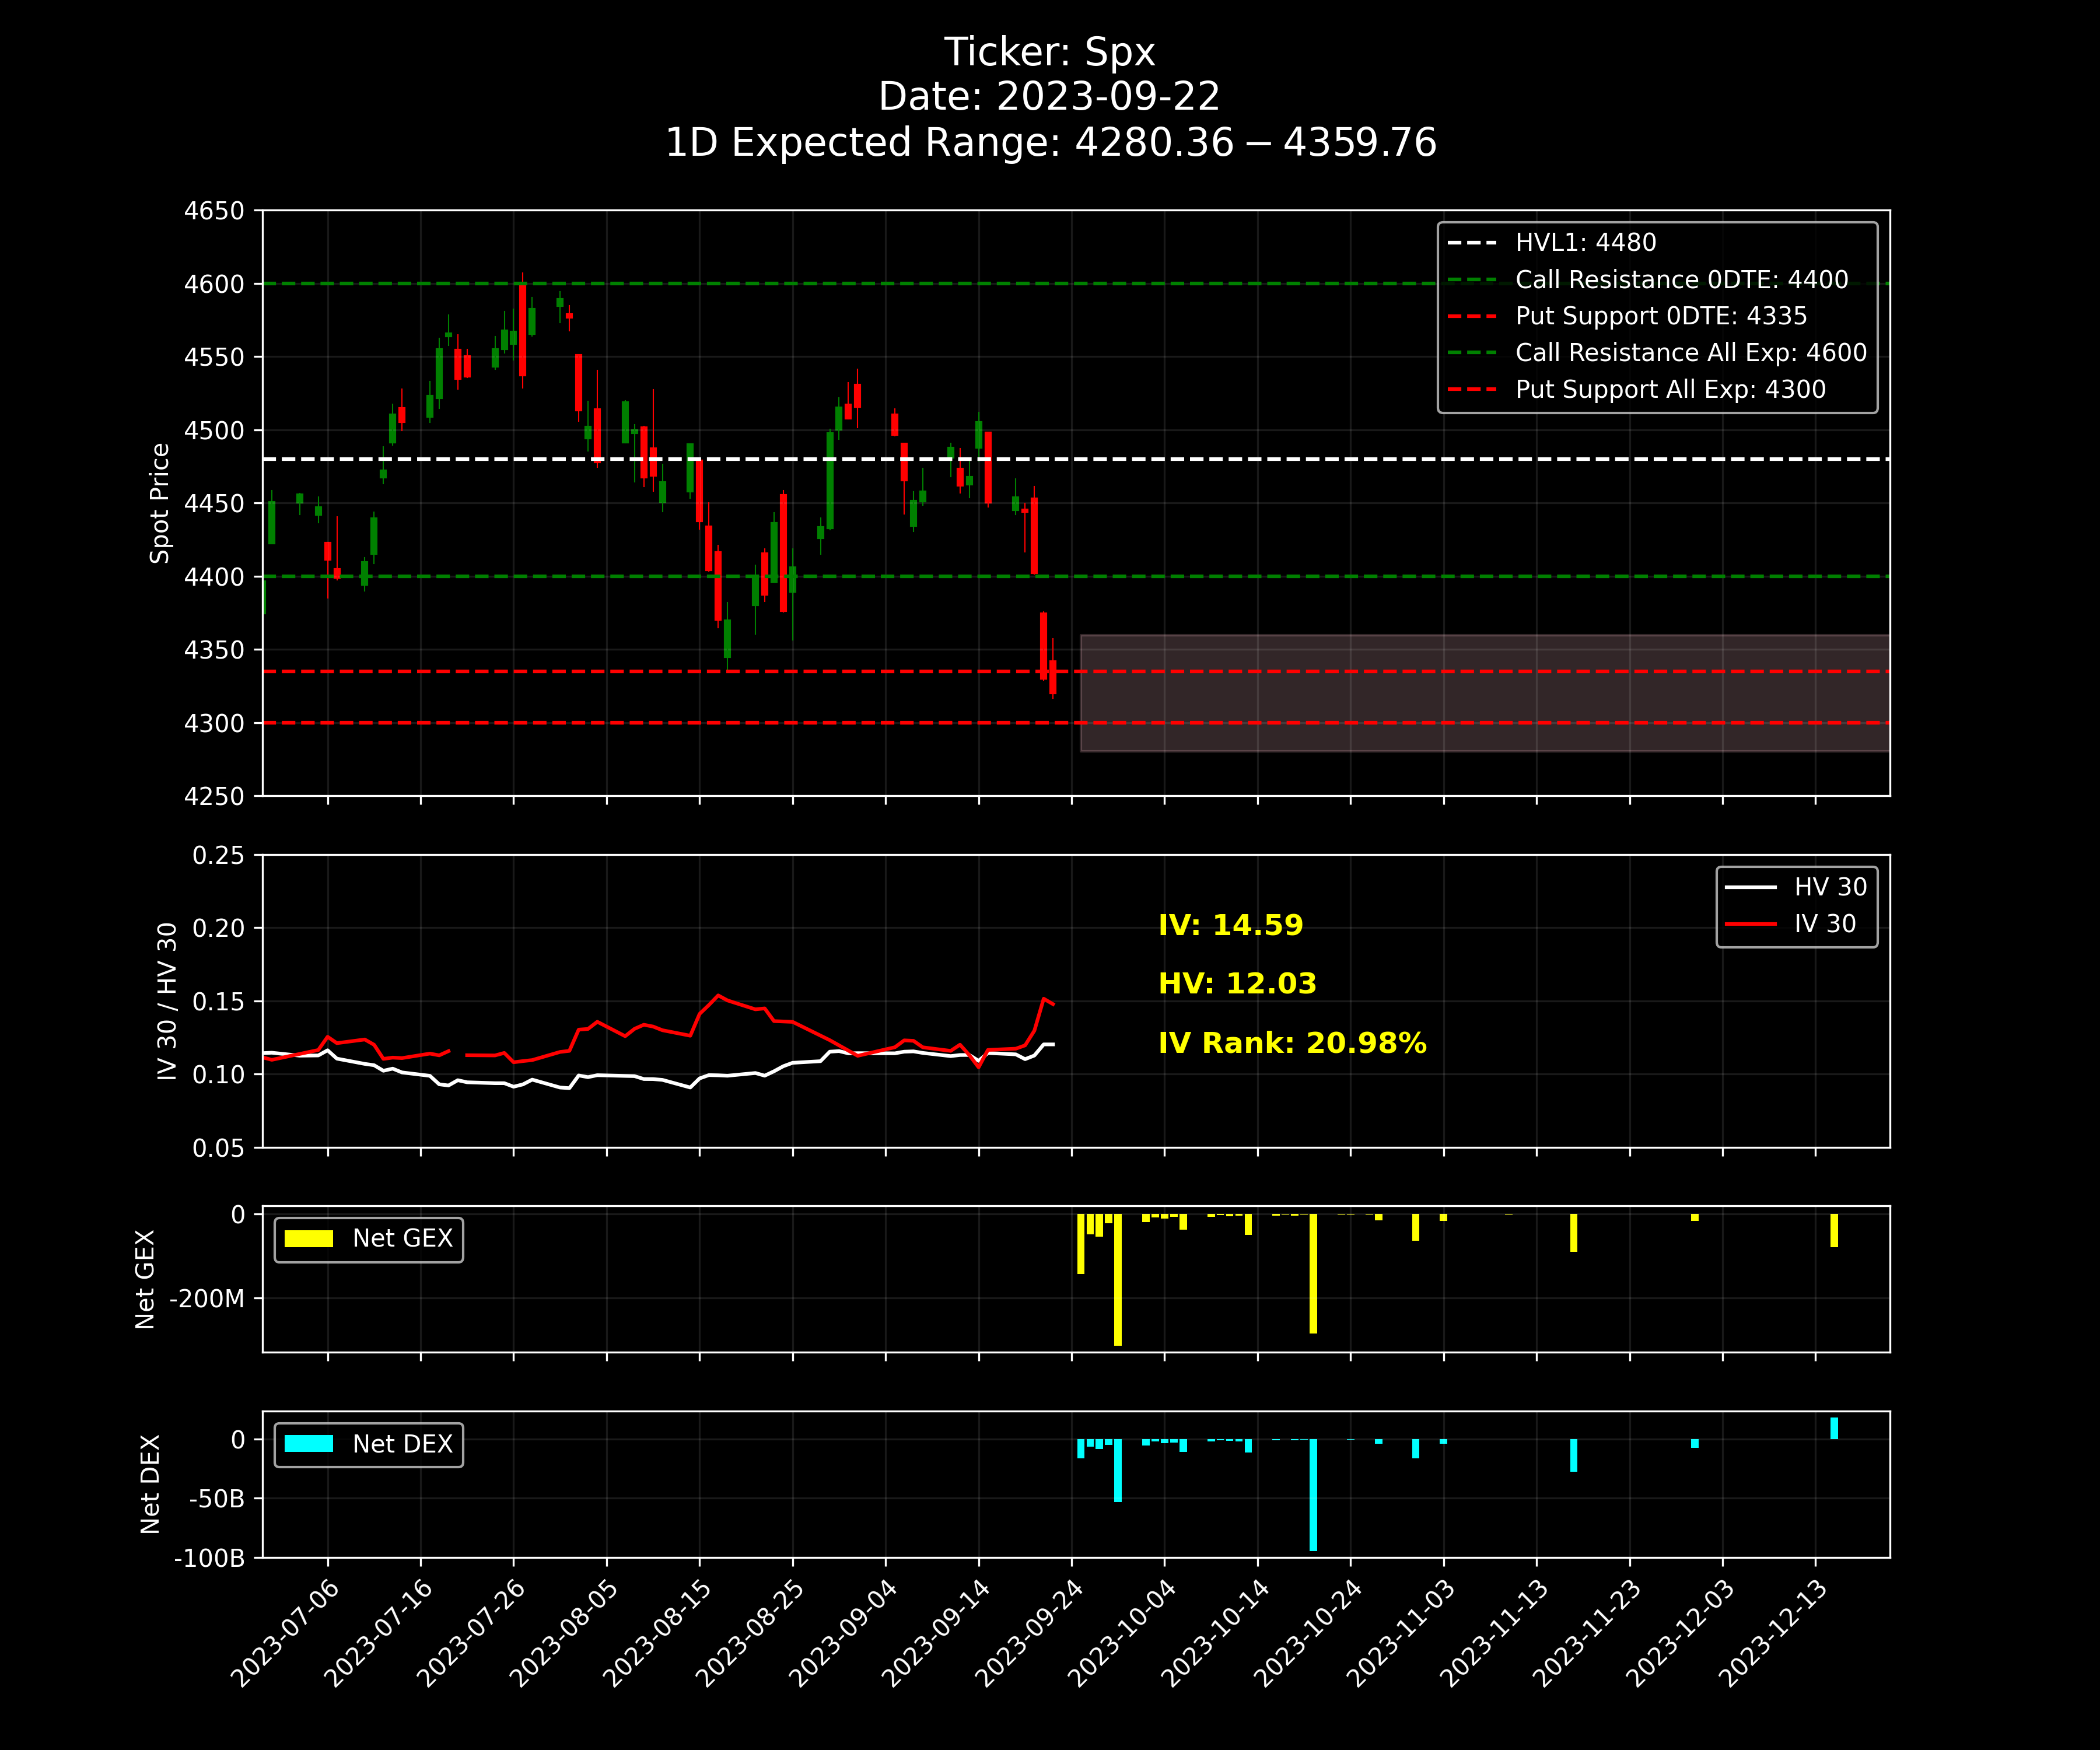 Ticker: Spx
Date: 2023-09-22
1D Expected Range: 4280.36 − 4359.76
Spot Price
4650
4600
4550
4500
4450
4400
4350
4300
4250
HVL1: 4480
Call Resistance 0DTE: 4400
Put Support 0DTE: 4335
Call Resistance All Exp: 4600
Put Support All Exp: 4300
IV 30 / HV 30
0.25
0.20
0.15
0.10
0.05
IV: 14.59
HV: 12.03
IV Rank: 20.98%
HV 30
IV 30
Net GEX
0
-200M
Net GEX
Net DEX
0
-50B
-100B
Net DEX
2023-07-06
2023-07-16
2023-07-26
2023-08-05
2023-08-15
2023-08-25
2023-09-04
2023-09-14
2023-09-24
2023-10-04
2023-10-14
2023-10-24
2023-11-03
2023-11-13
2023-11-23
2023-12-03
2023-12-13